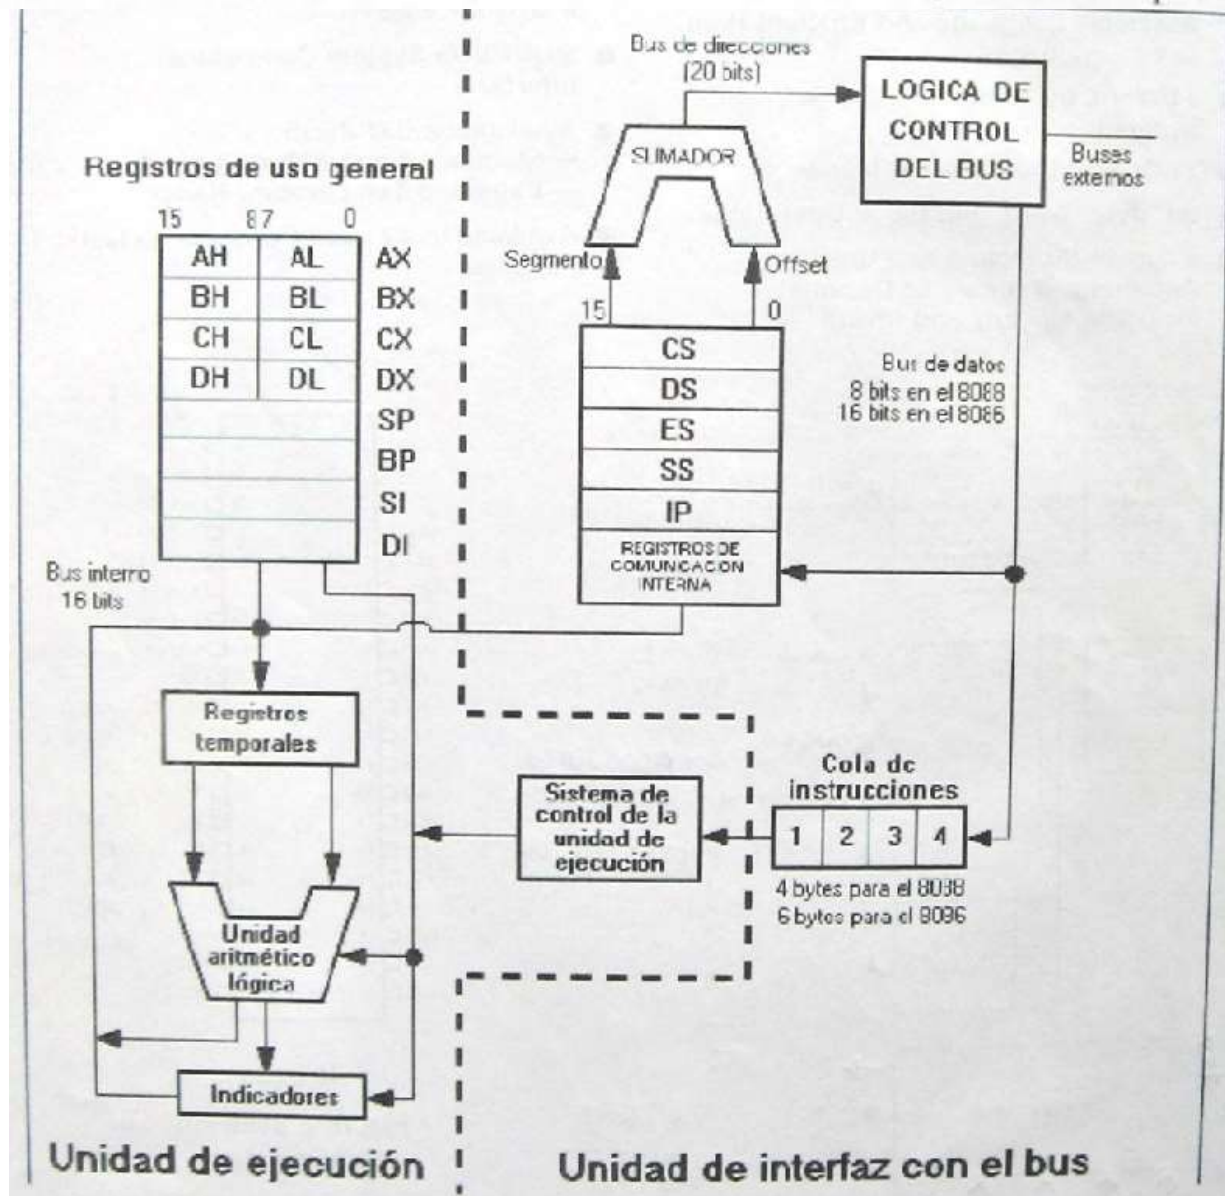 Bus de direcciones
(20 bits)
LOGICA DE
CONTROL
DEL BUS
Buses
externos
SUMADOR
Segmento
Offset
Registros de uso general
15 8 7 0
AH AL AX
BH BL BX
CH CL CX
DH DL DX
SP
BP
SI
DI
15 0
CS
DS
ES
SS
IP
REGISTROS DE
COMUNICACION
INTERNA
Bus de datos
8 bits en el 8088
16 bits en el 8086
Bus interno
16 bits
Registros
temporales
Unidad
aritmético
lógica
Indicadores
Sistema de
control de la
unidad de
ejecución
Cola de
instrucciones
1 2 3 4
4 bytes para el 8088
6 bytes para el 8086
Unidad de ejecución
Unidad de interfaz con el bus